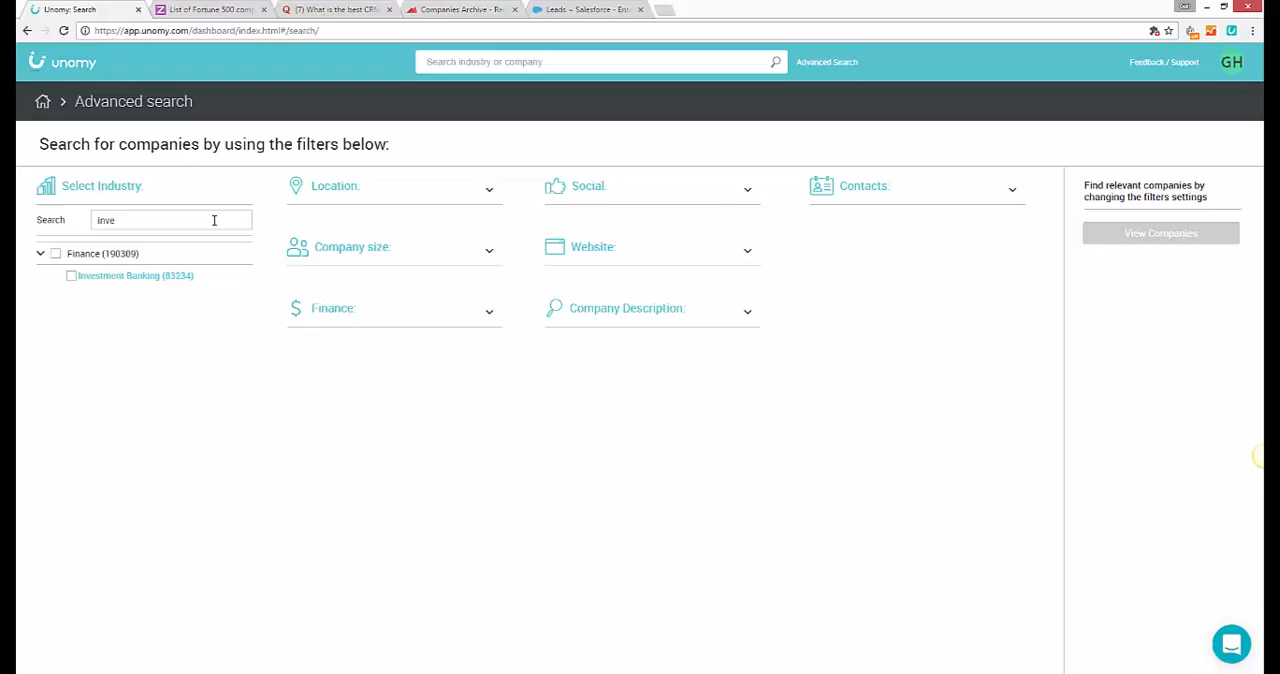 Unomy: Search
List of Fortune 500 comp
(7) What is the best CRM
Companies Archive - Re
Leads ~ Salesforce - Ente
https://app.unomy.com/dashboard/index.html#/search/
unomy
Search industry or company
Advanced Search
Feedback / Support
GH
Advanced search
Search for companies by using the filters below:
Select Industry:
Location:
Social:
Contacts:
Find relevant companies by
changing the filters settings
Search
inve
View Companies
Company size:
Website:
Finance (190309)
Investment Banking (83234)
Finance:
Company Description: